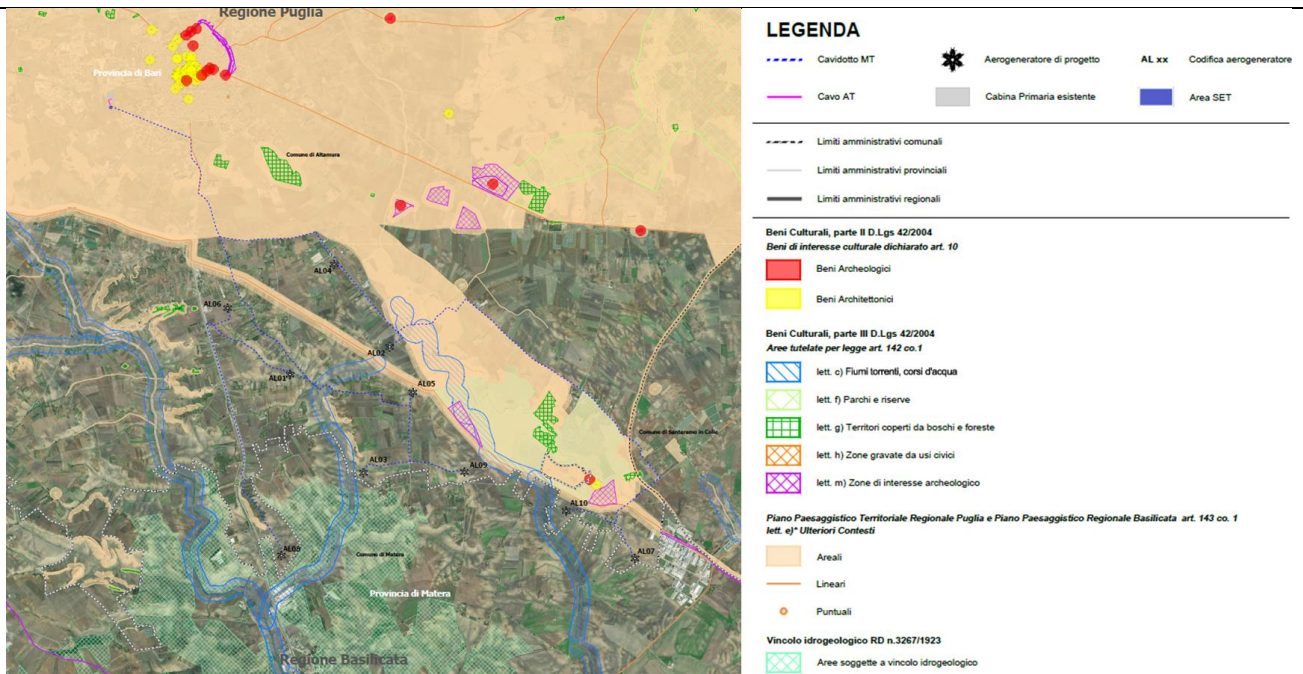 Regione Puglia
Provincia di Bari
Comune di Altamura
AL04
AL06
AL02
AL01
AL05
Comune di Santeramo in Colle
AL03
AL09
AL10
AL08
Comune di Matera
AL07
Provincia di Matera
Regione Basilicata
LEGENDA
Cavidotto MT
Aerogeneratore di progetto
AL xx
Codifica aerogeneratore
Cavo AT
Cabina Primaria esistente
Area SET
Limiti amministrativi comunali
Limiti amministrativi provinciali
Limiti amministrativi regionali
Beni Culturali, parte II D.Lgs 42/2004
Beni di interesse culturale dichiarato art. 10
Beni Archeologici
Beni Architettonici
Beni Culturali, parte III D.Lgs 42/2004
Aree tutelate per legge art. 142 co.1
lett. c) Fiumi torrenti, corsi d'acqua
lett. f) Parchi e riserve
lett. g) Territori coperti da boschi e foreste
lett. h) Zone gravate da usi civici
lett. m) Zone di interesse archeologico
Piano Paesaggistico Territoriale Regionale Puglia e Piano Paesaggistico Regionale Basilicata art. 143 co. 1
lett. e)* Ulteriori Contesti
Areali
Lineari
Puntuali
Vincolo idrogeologico RD n.3267/1923
Aree soggette a vincolo idrogeologico